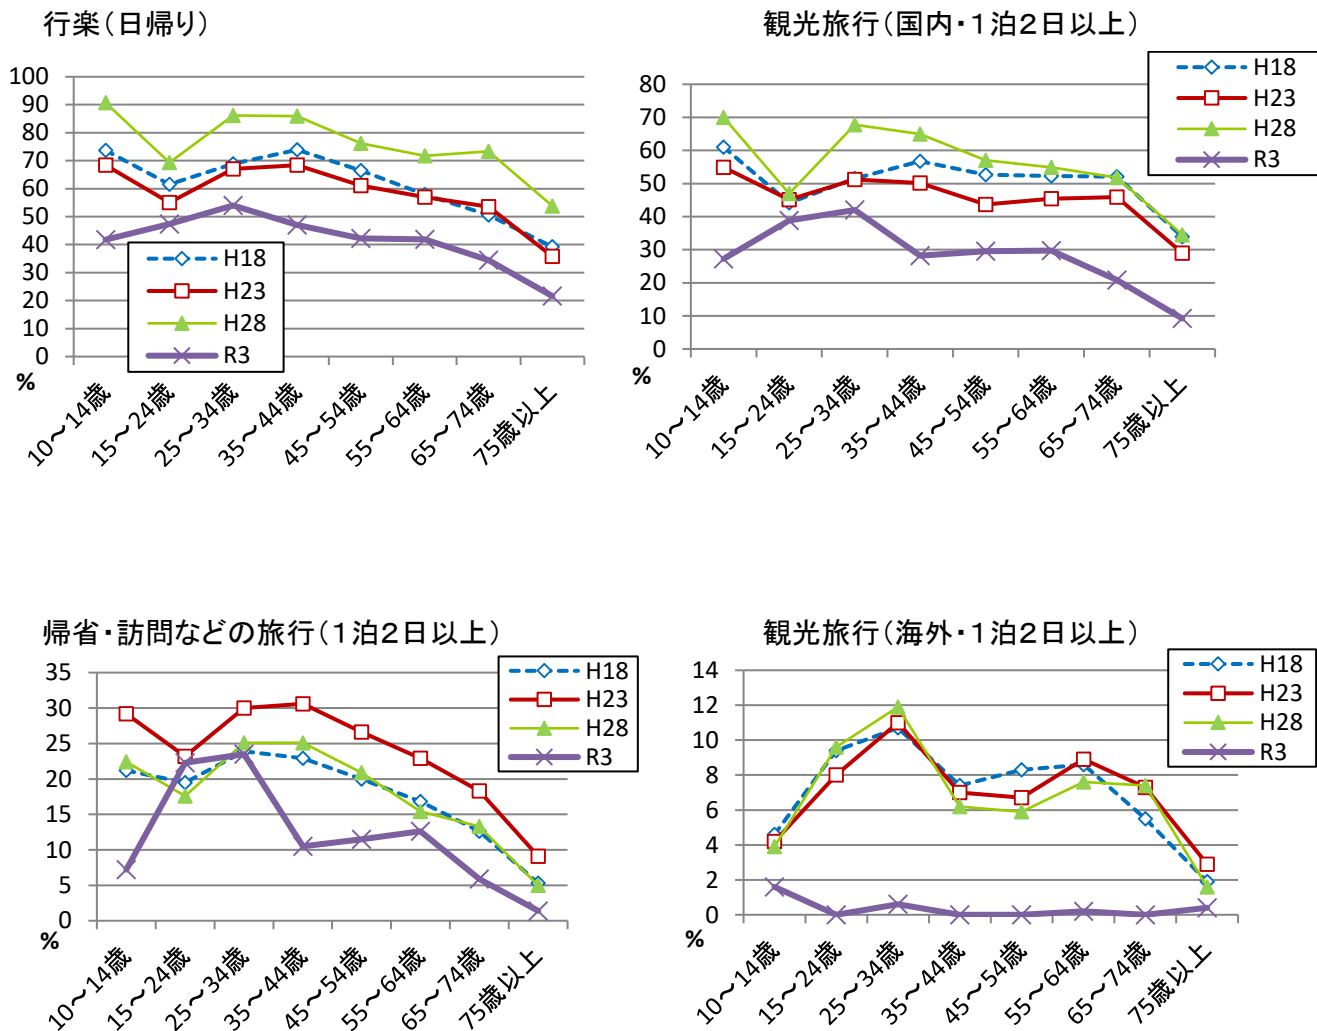 行楽(日帰り)
100
90
80
70
60
50
40
30
20
10
0
%
H18
H23
H28
R3
10～14歳
15～24歳
25～34歳
35～44歳
45～54歳
55～64歳
65～74歳
75歳以上
観光旅行(国内・1泊2日以上)
80
70
60
50
40
30
20
10
0
%
H18
H23
H28
R3
10～14歳
15～24歳
25～34歳
35～44歳
45～54歳
55～64歳
65～74歳
75歳以上
帰省・訪問などの旅行(1泊2日以上)
35
30
25
20
15
10
5
0
%
H18
H23
H28
R3
10～14歳
15～24歳
25～34歳
35～44歳
45～54歳
55～64歳
65～74歳
75歳以上
観光旅行(海外・1泊2日以上)
14
12
10
8
6
4
2
0
%
H18
H23
H28
R3
10～14歳
15～24歳
25～34歳
35～44歳
45～54歳
55～64歳
65～74歳
75歳以上